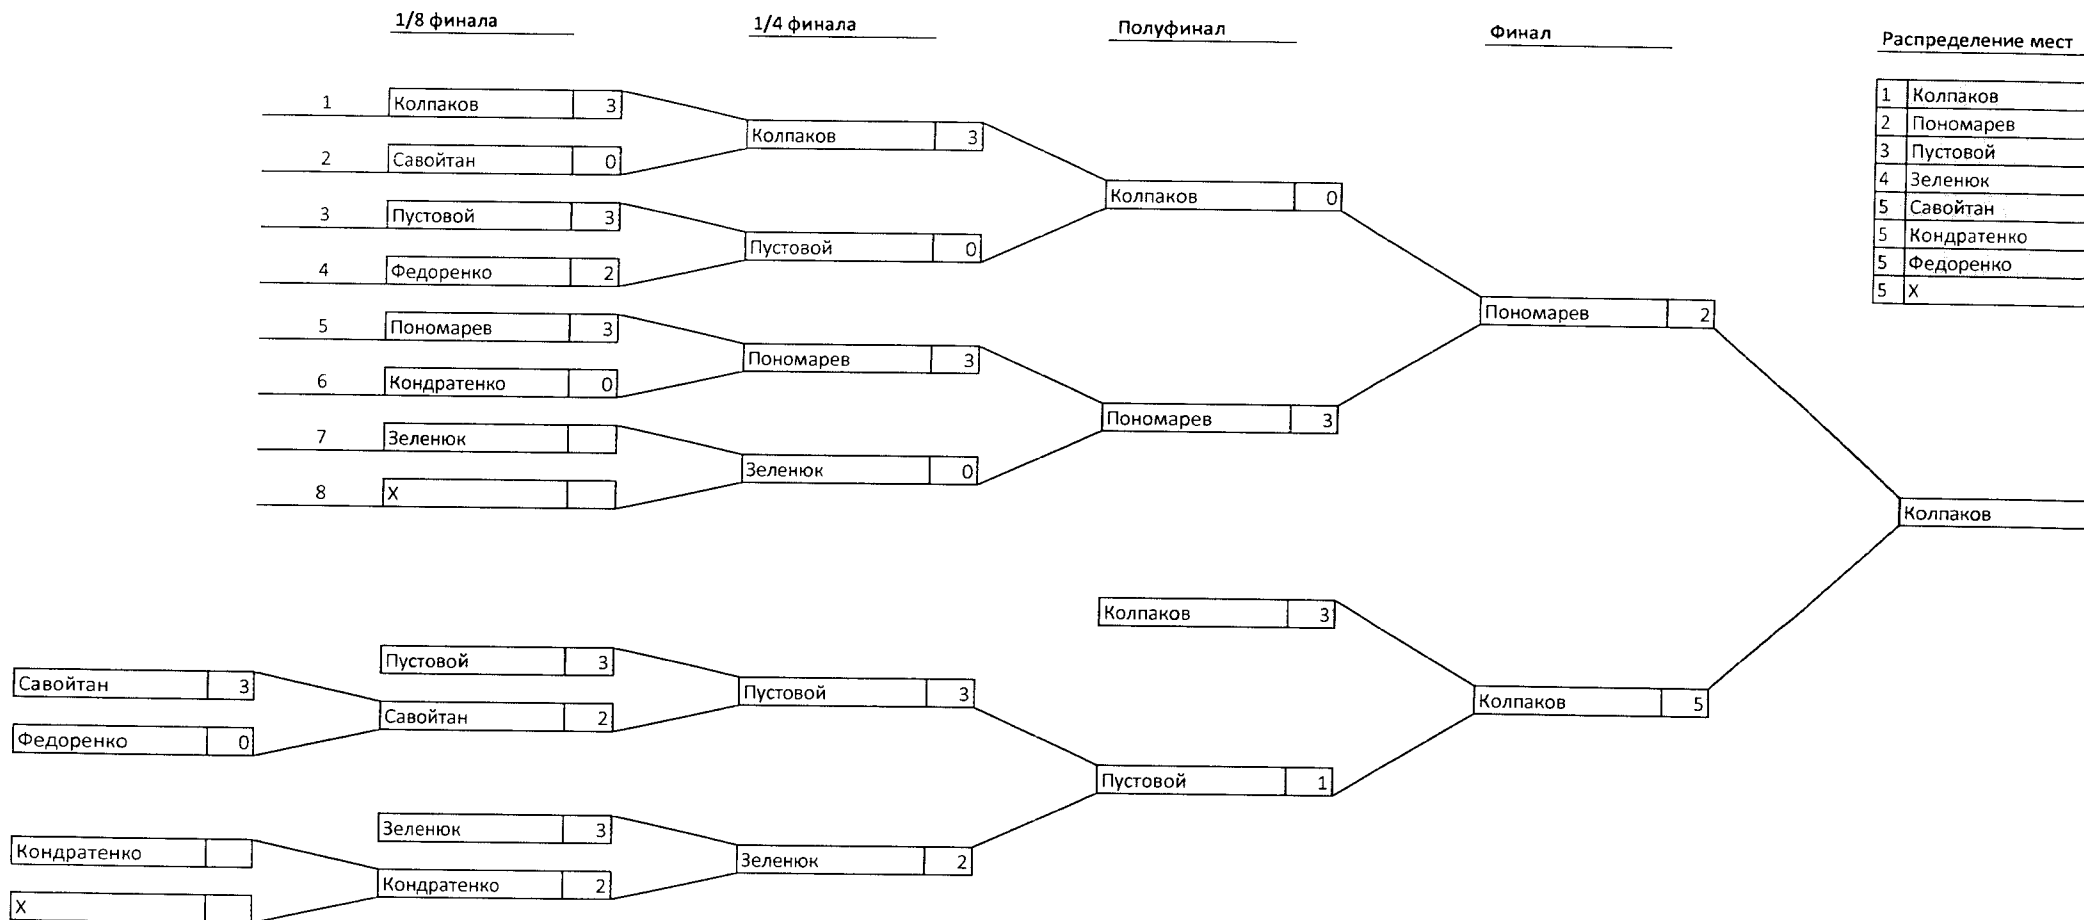 1/8 финала
1/4 финала
Полуфинал
Финал
Распределение мест
1 Колпаков 3
2 Савойтан 0
3 Пустовой 3
4 Федоренко 2
5 Пономарев 3
6 Кондратенко 0
7 Зеленюк
8 Х
Колпаков 3
Пустовой 0
Пономарев 3
Зеленюк 0
Колпаков 0
Пономарев 3
Пономарев 2
Колпаков
1 Колпаков
2 Пономарев
3 Пустовой
4 Зеленюк
5 Савойтан
5 Кондратенко
5 Федоренко
5 Х
Савойтан 3
Федоренко 0
Кондратенко
Х
Пустовой 3
Савойтан 2
Зеленюк 3
Кондратенко 2
Пустовой 3
Зеленюк 2
Колпаков 3
Пустовой 1
Колпаков 5